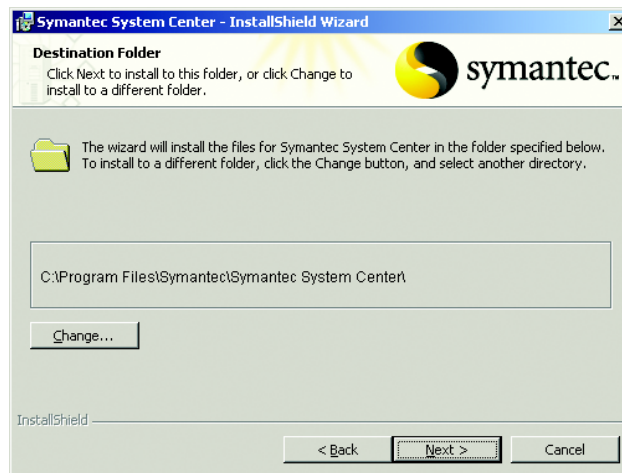 Symantec System Center - InstallShield Wizard
Destination Folder
Click Next to install to this folder, or click Change to
install to a different folder.
symantec.
The wizard will install the files for Symantec System Center in the folder specified below.
To install to a different folder, click the Change button, and select another directory.
C:\Program Files\Symantec\Symantec System Center\
Change...
InstallShield
< Back
Next >
Cancel